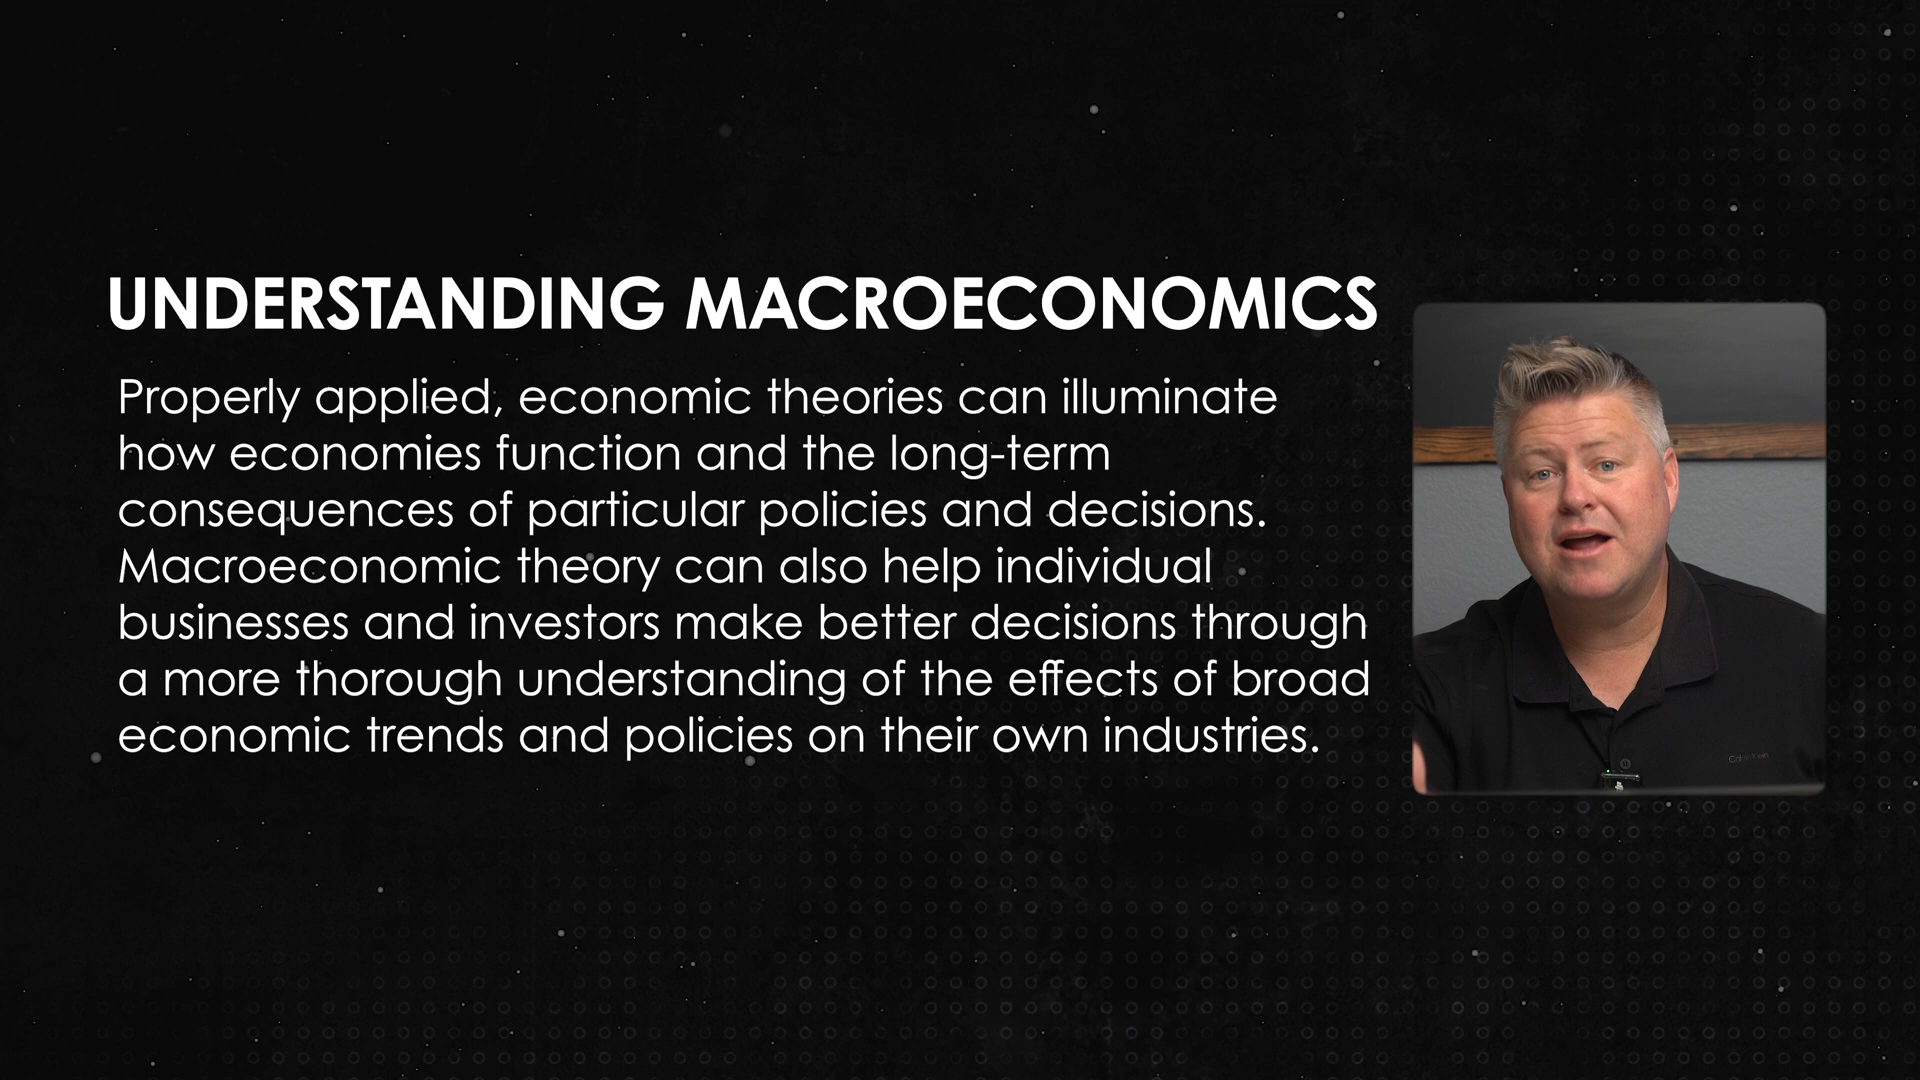 UNDERSTANDING MACROECONOMICS
Properly applied, economic theories can illuminate
how economies function and the long-term
consequences of particular policies and decisions.
Macroeconomic theory can also help individual
businesses and investors make better decisions through
a more thorough understanding of the effects of broad
economic trends and policies on their own industries.